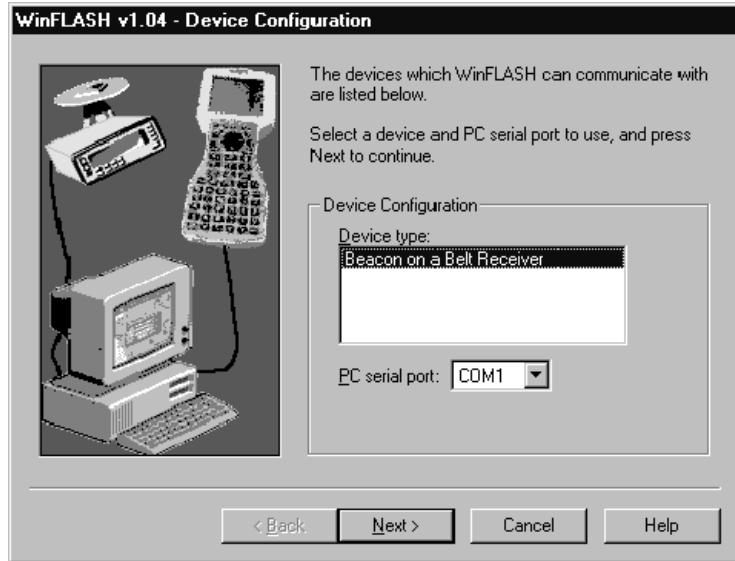 WinFLASH v1.04 - Device Configuration
The devices which WinFLASH can communicate with
are listed below.
Select a device and PC serial port to use, and press
Next to continue.
Device Configuration
Device type:
Beacon on a Belt Receiver
PC serial port: COM1
< Back Next > Cancel Help